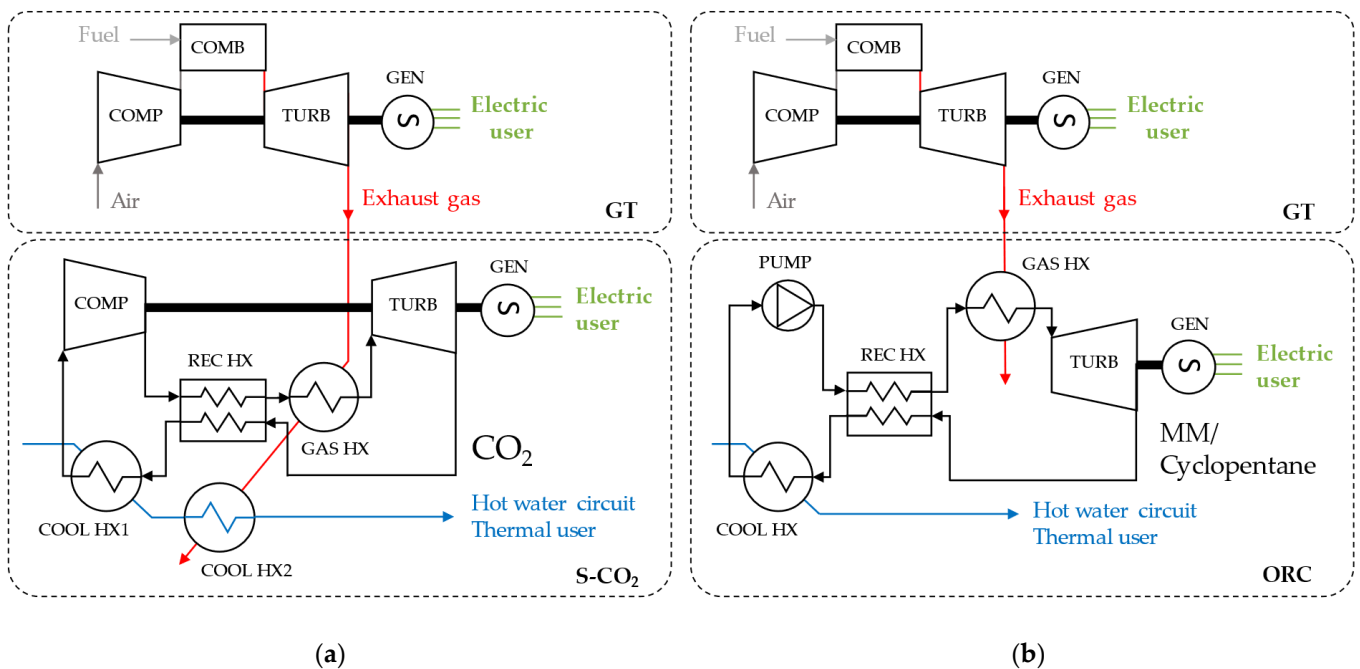 Fuel
COMB
COMP
TURB
GEN
S
Electric
user
Air
Exhaust gas
GT
COMP
TURB
GEN
S
Electric
user
REC HX
GAS HX
CO₂
COOL HX1
COOL HX2
Hot water circuit
Thermal user
S-CO₂
(a)
Fuel
COMB
COMP
TURB
GEN
S
Electric
user
Air
Exhaust gas
GT
PUMP
GAS HX
REC HX
TURB
GEN
S
Electric
user
MM/
Cyclopentane
COOL HX
Hot water circuit
Thermal user
ORC
(b)